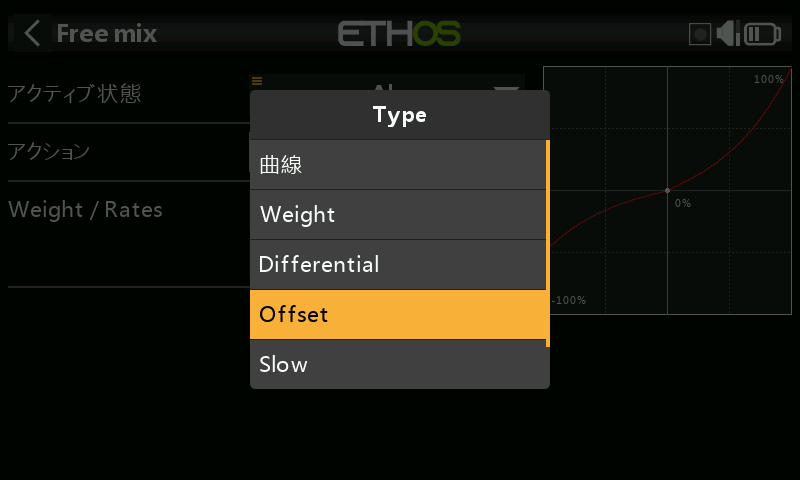 Free mix
ETHOS
アクティブ状態
アクション
Weight / Rates
Type
曲線
Weight
Differential
Offset
Slow
100%
0%
-100%